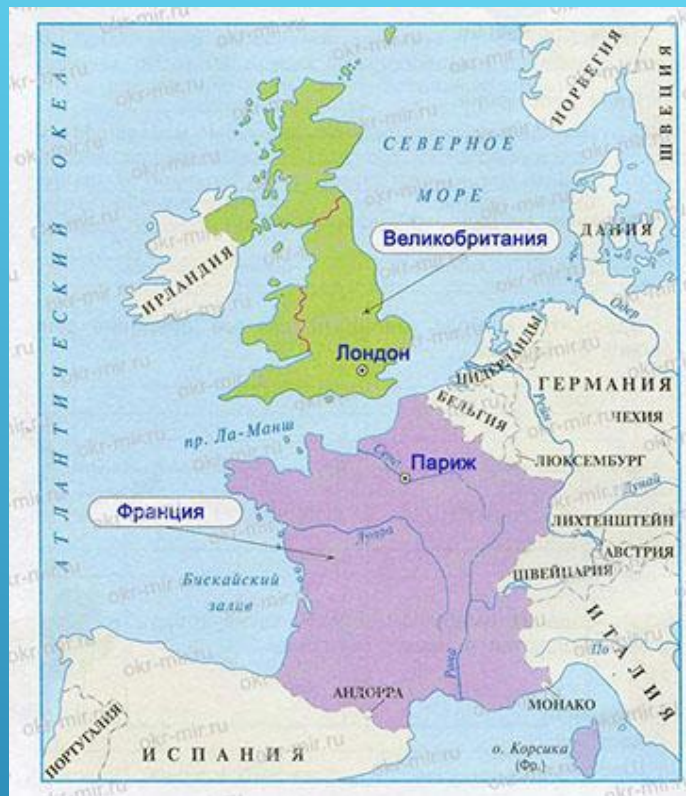 АТЛАНТИЧЕСКИЙ ОКЕАН
НОРВЕГИЯ
ШВЕЦИЯ
СЕВЕРНОЕ
МОРЕ
Великобритания
ДАНИЯ
ИРЛАНДИЯ
Одер
Лондон
НИДЕРЛАНДЫ
ГЕРМАНИЯ
Рейн
БЕЛЬГИЯ
ЧЕХИЯ
пр. Ла-Манш
ЛЮКСЕМБУРГ
Сена
Париж
Дунай
Франция
Луара
ЛИХТЕНШТЕЙН
АВСТРИЯ
ШВЕЙЦАРИЯ
Бискайский
залив
ИТАЛИЯ
По
Рона
АНДОРРА
МОНАКО
ПОРТУГАЛИЯ
ИСПАНИЯ
о. Корсика
(Фр.)
okr-mir.ru